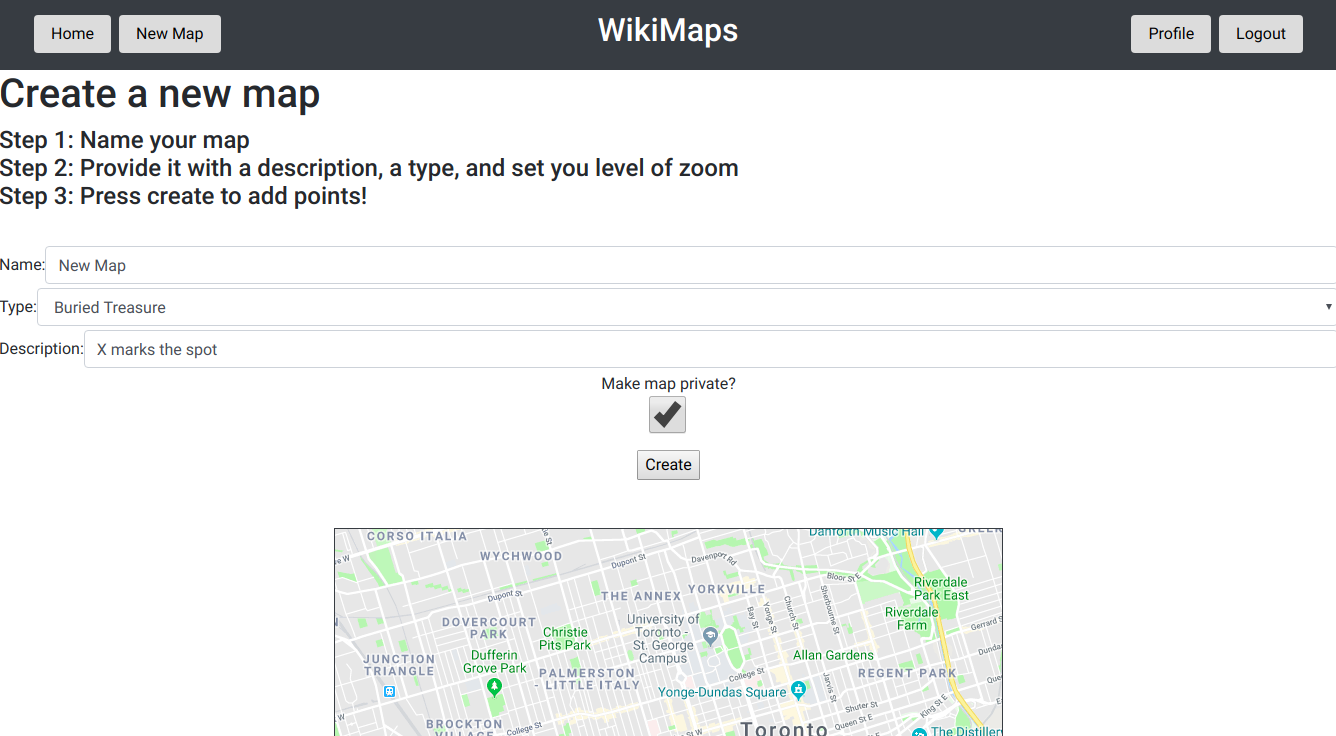 Home New Map WikiMaps Profile Logout
Create a new map
Step 1: Name your map
Step 2: Provide it with a description, a type, and set you level of zoom
Step 3: Press create to add points!
Name: New Map
Type: Buried Treasure
Description: X marks the spot
Make map private?
Create
CORSO ITALIA
Danforth Music Hall
WYCHWOOD
Dupont St
Davenport Rd
Bloor St E
Riverdale
Park East
YORKVILLE
THE ANNEX
Dupont St
Bay St
Yonge St
Church St
Sherbourne St
Riverdale
Farm
DOVERCOURT
PARK
Christie
Pits Park
University of
Toronto -
St. George
Campus
Gerrard S
Dufferin
Grove Park
Allan Gardens
JUNCTION
TRIANGLE
PALMERSTON
- LITTLE ITALY
College St
REGENT PARK
Yonge-Dundas Square
Jarvis St
Shuter St
King St E
BROCKTON
VILLAGE
College St
Toronto
Queen St E
The Distiller